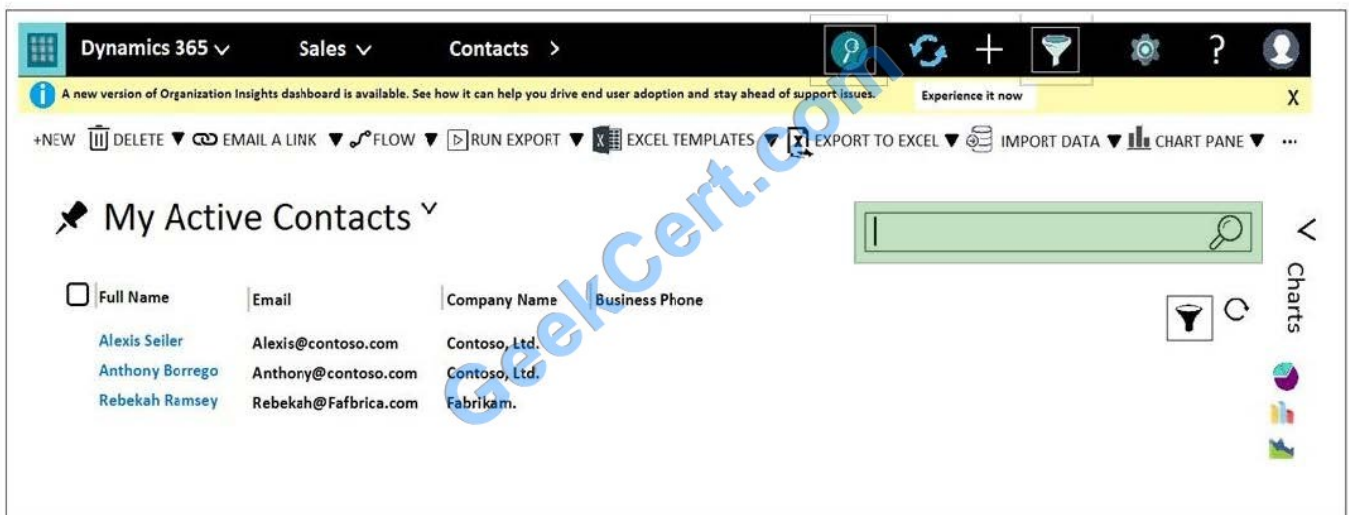 Dynamics 365 Sales Contacts > + ?
i A new version of Organization Insights dashboard is available. See how it can help you drive end user adoption and stay ahead of support issues. Experience it now X
+NEW DELETE ▼ EMAIL A LINK ▼ FLOW ▼ RUN EXPORT ▼ EXCEL TEMPLATES ▼ EXPORT TO EXCEL ▼ IMPORT DATA ▼ CHART PANE ▼ ...
My Active Contacts
<
Charts
Full Name Email Company Name Business Phone
Alexis Seiler Alexis@contoso.com Contoso, Ltd.
Anthony Borrego Anthony@contoso.com Contoso, Ltd.
Rebekah Ramsey Rebekah@Fafbrica.com Fabrikam.
GeekCert.com